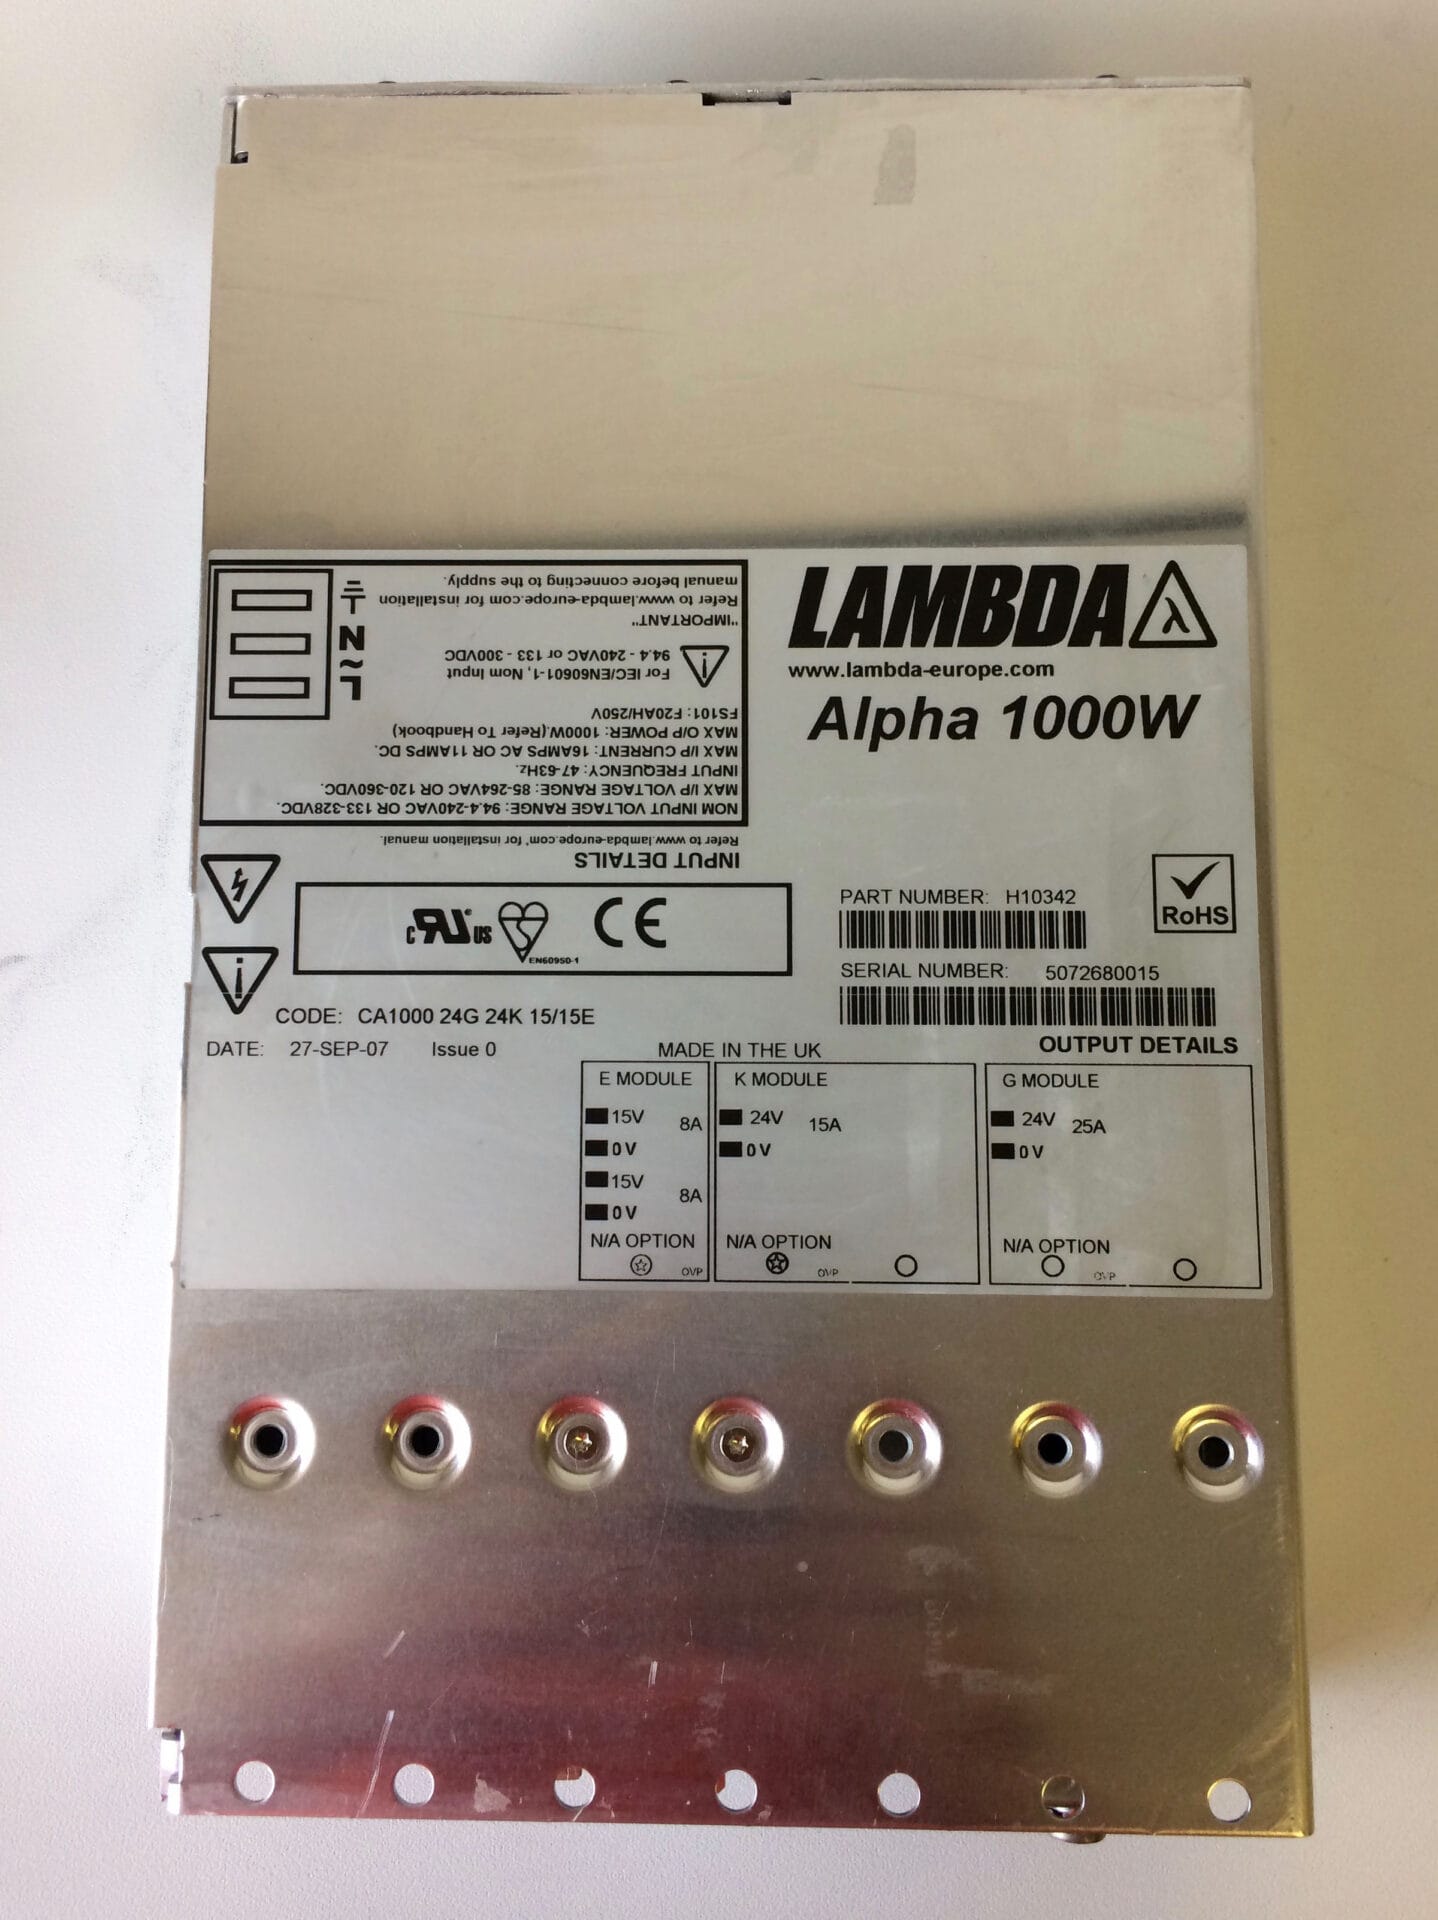 LAMBDA λ
www.lambda-europe.com
Alpha 1000W
PART NUMBER: H10342
RoHS
SERIAL NUMBER: 5072680015
INPUT DETAILS
Refer to www.lambda-europe.com" for installation manual.
NOM INPUT VOLTAGE RANGE: 94.4-240VAC OR 133-328VDC
MAX I/P VOLTAGE RANGE: 85-264VAC OR 120-360VDC.
INPUT FREQUENCY: 47-63Hz.
MAX I/P CURRENT: 16AMPS AC OR 11AMPS DC.
MAX O/P POWER: 1000W.(Refer To Handbook)
FS101: F20AH/250V
For IEC/EN60601-1, Nom Input
94.4 - 240VAC or 133 - 300VDC
"IMPORTANT"
Refer to www.lambda-europe.com for installation
manual before connecting to the supply.
L
~
N
c RU US
EN60950-1
CE
CODE: CA1000 24G 24K 15/15E
DATE: 27-SEP-07 Issue 0
MADE IN THE UK
OUTPUT DETAILS
E MODULE
15V 8A
0V
15V 8A
0V
N/A OPTION
OVP
K MODULE
24V 15A
0V
N/A OPTION
OVP
G MODULE
24V 25A
0V
N/A OPTION
OVP